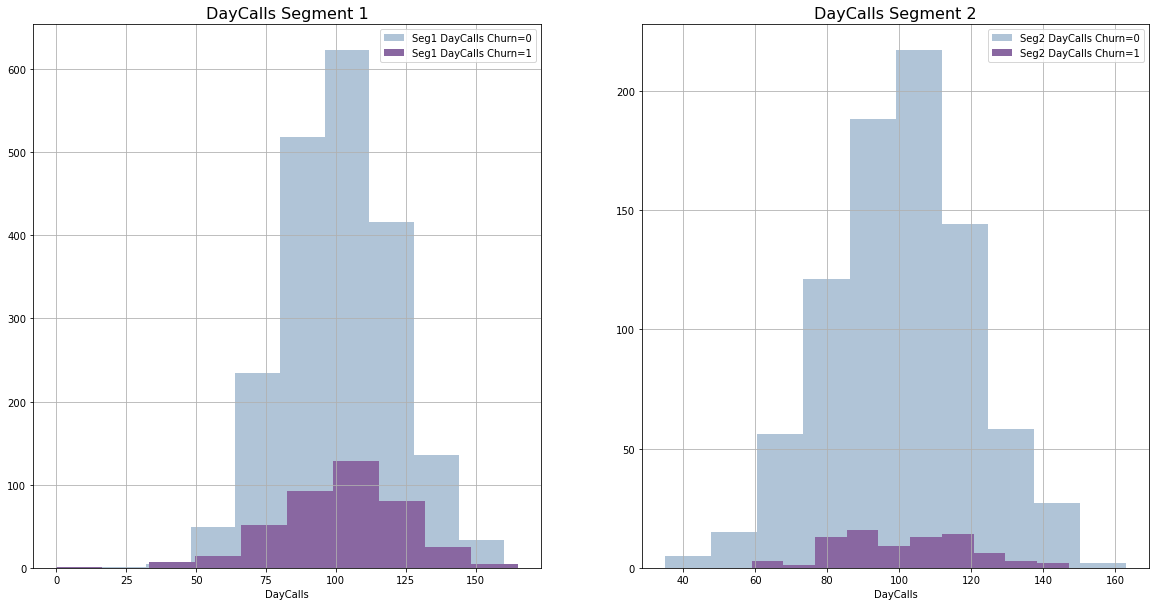 DayCalls Segment 1
Seg1 DayCalls Churn=0
Seg1 DayCalls Churn=1
600
500
400
300
200
100
0
0 25 50 75 100 125 150
DayCalls
DayCalls Segment 2
Seg2 DayCalls Churn=0
Seg2 DayCalls Churn=1
200
150
100
50
0
40 60 80 100 120 140 160
DayCalls